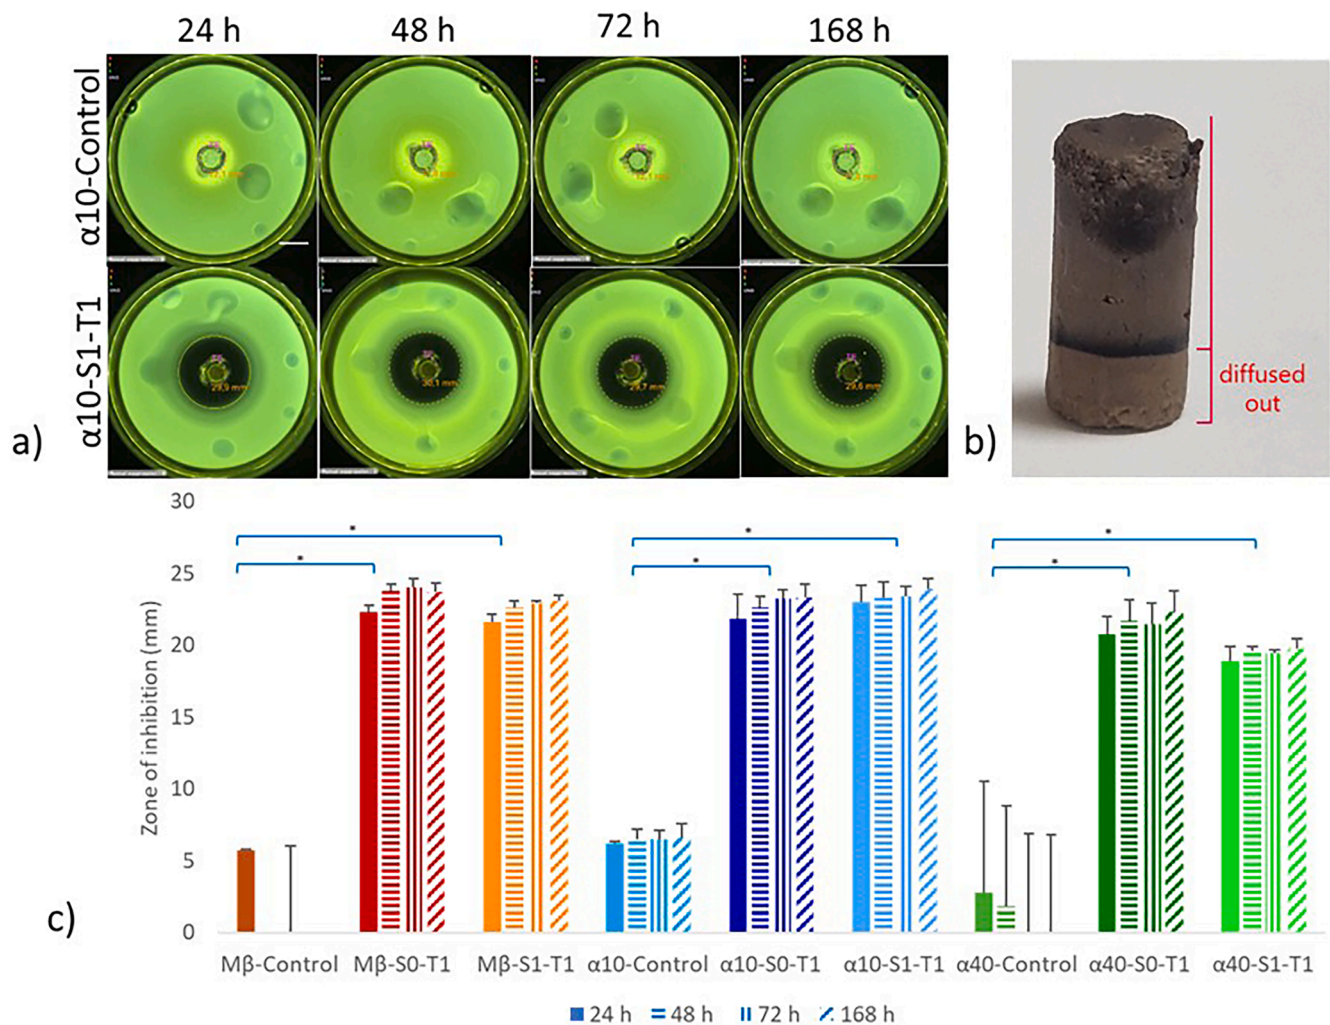 24 h 48 h 72 h 168 h
α10-Control
α10-S1-T1
29,9 mm 30,1 mm 29,7 mm 29,6 mm
a)
diffused
out
b)
30
25
20
15
10
5
0
Zone of inhibition (mm)
* * * * * *
c)
Mβ-Control Mβ-S0-T1 Mβ-S1-T1 α10-Control α10-S0-T1 α10-S1-T1 α40-Control α40-S0-T1 α40-S1-T1
24 h 48 h 72 h 168 h